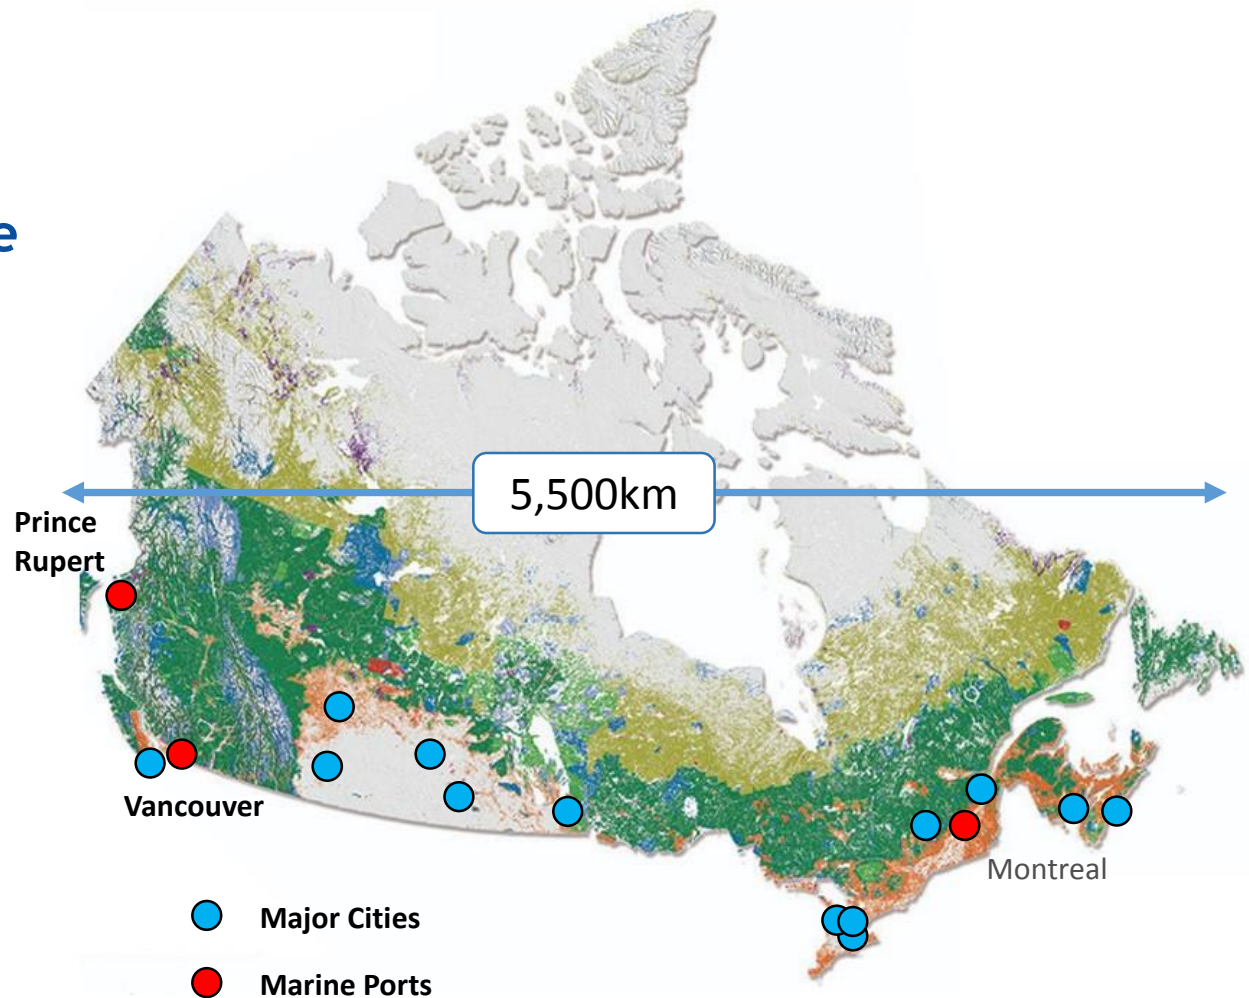 e
5,500km
Prince
Rupert
Vancouver
Montreal
Major Cities
Marine Ports